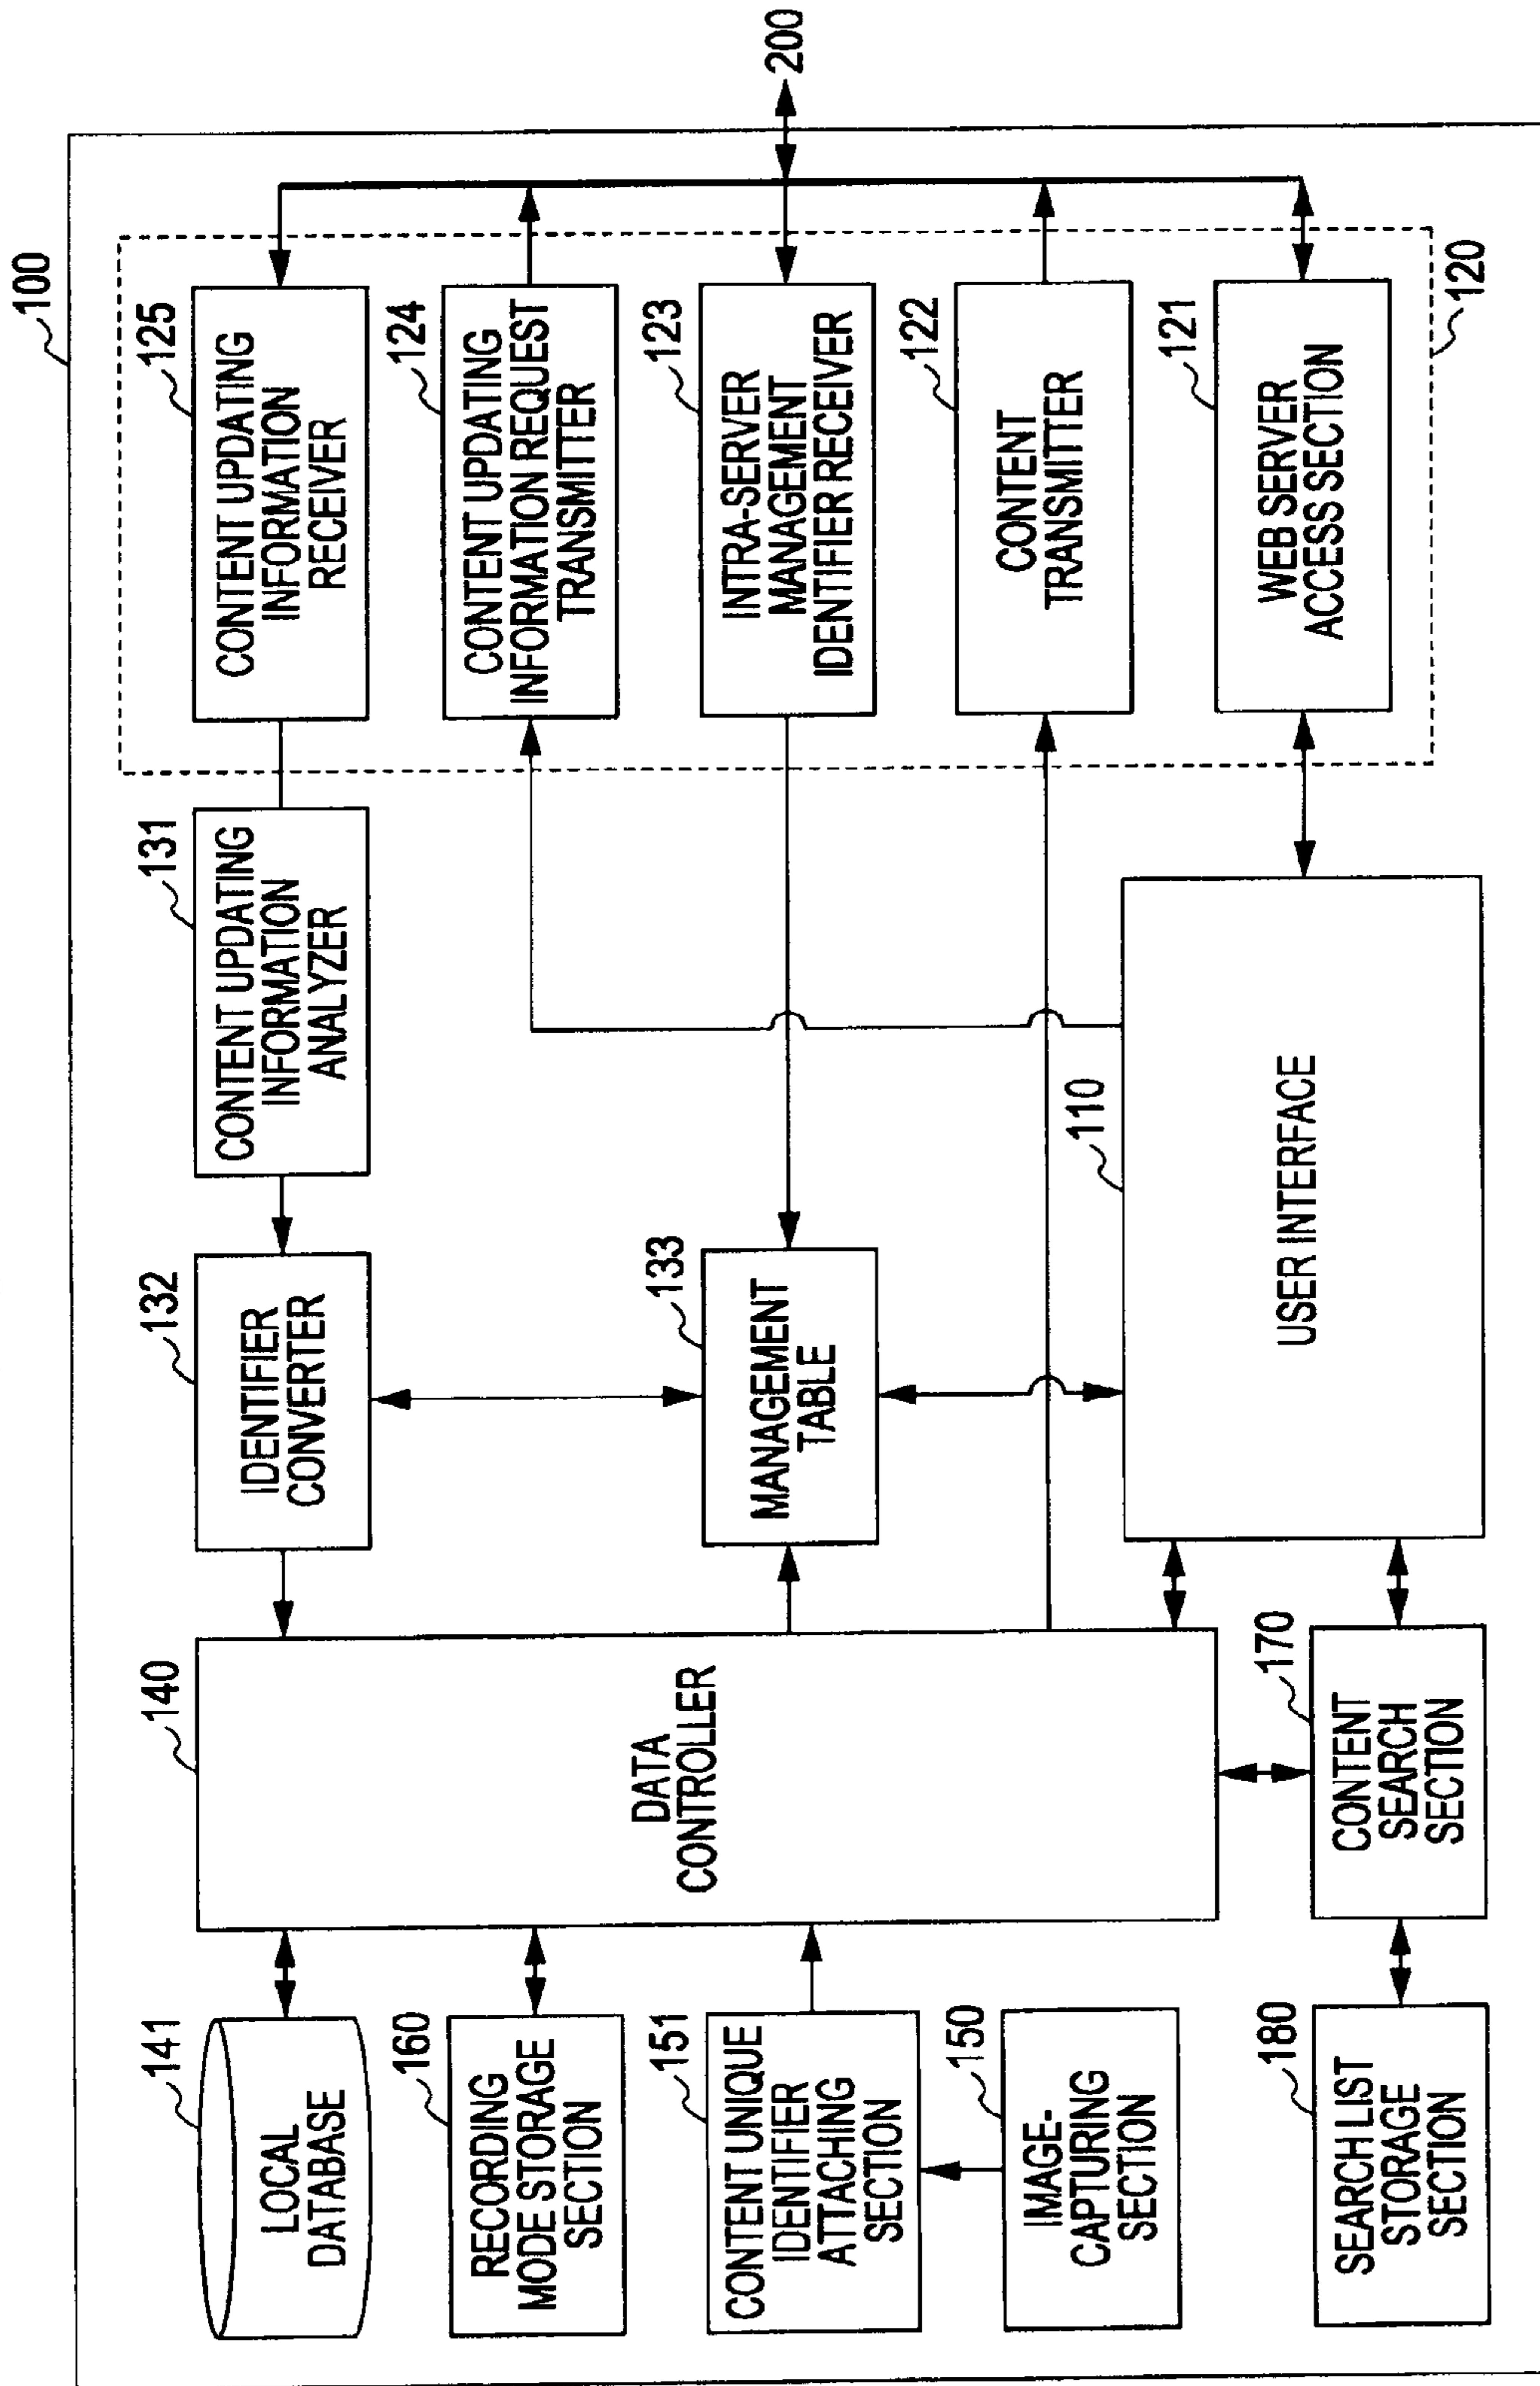 100
141
LOCAL
DATABASE
160
RECORDING
MODE STORAGE
SECTION
151
CONTENT UNIQUE
IDENTIFIER
ATTACHING
SECTION
150
IMAGE-
CAPTURING
SECTION
180
SEARCH LIST
STORAGE
SECTION
140
DATA
CONTROLLER
170
CONTENT
SEARCH
SECTION
132
IDENTIFIER
CONVERTER
133
MANAGEMENT
TABLE
110
USER INTERFACE
131
CONTENT UPDATING
INFORMATION
ANALYZER
125
CONTENT UPDATING
INFORMATION
RECEIVER
124
CONTENT UPDATING
INFORMATION REQUEST
TRANSMITTER
123
INTRA-SERVER
MANAGEMENT
IDENTIFIER RECEIVER
122
CONTENT
TRANSMITTER
121
WEB SERVER
ACCESS SECTION
120
200